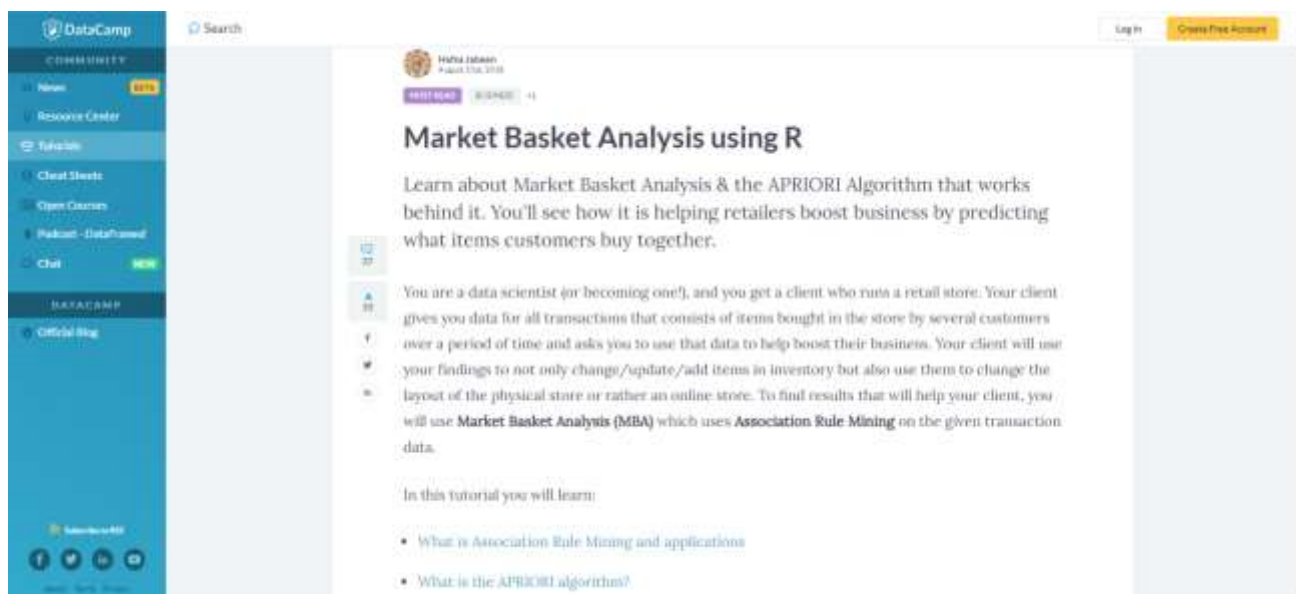 DataCamp
Search
Log In
Create Free Account
COMMUNITY
News
BETA
Resource Center
Tutorials
Cheat Sheets
Open Courses
Podcast - DataFramed
Chat
NEW
DATACAMP
Official Blog
Subscribe to RSS
MUST READ
+1
Market Basket Analysis using R
Learn about Market Basket Analysis & the APRIORI Algorithm that works
behind it. You'll see how it is helping retailers boost business by predicting
what items customers buy together.
You are a data scientist (or becoming one!), and you get a client who runs a retail store. Your client
gives you data for all transactions that consists of items bought in the store by several customers
over a period of time and asks you to use that data to help boost their business. Your client will use
your findings to not only change/update/add items in inventory but also use them to change the
layout of the physical store or rather an online store. To find results that will help your client, you
will use Market Basket Analysis (MBA) which uses Association Rule Mining on the given transaction
data.
In this tutorial you will learn:
• What is Association Rule Mining and applications
• What is the APRIORI algorithm?